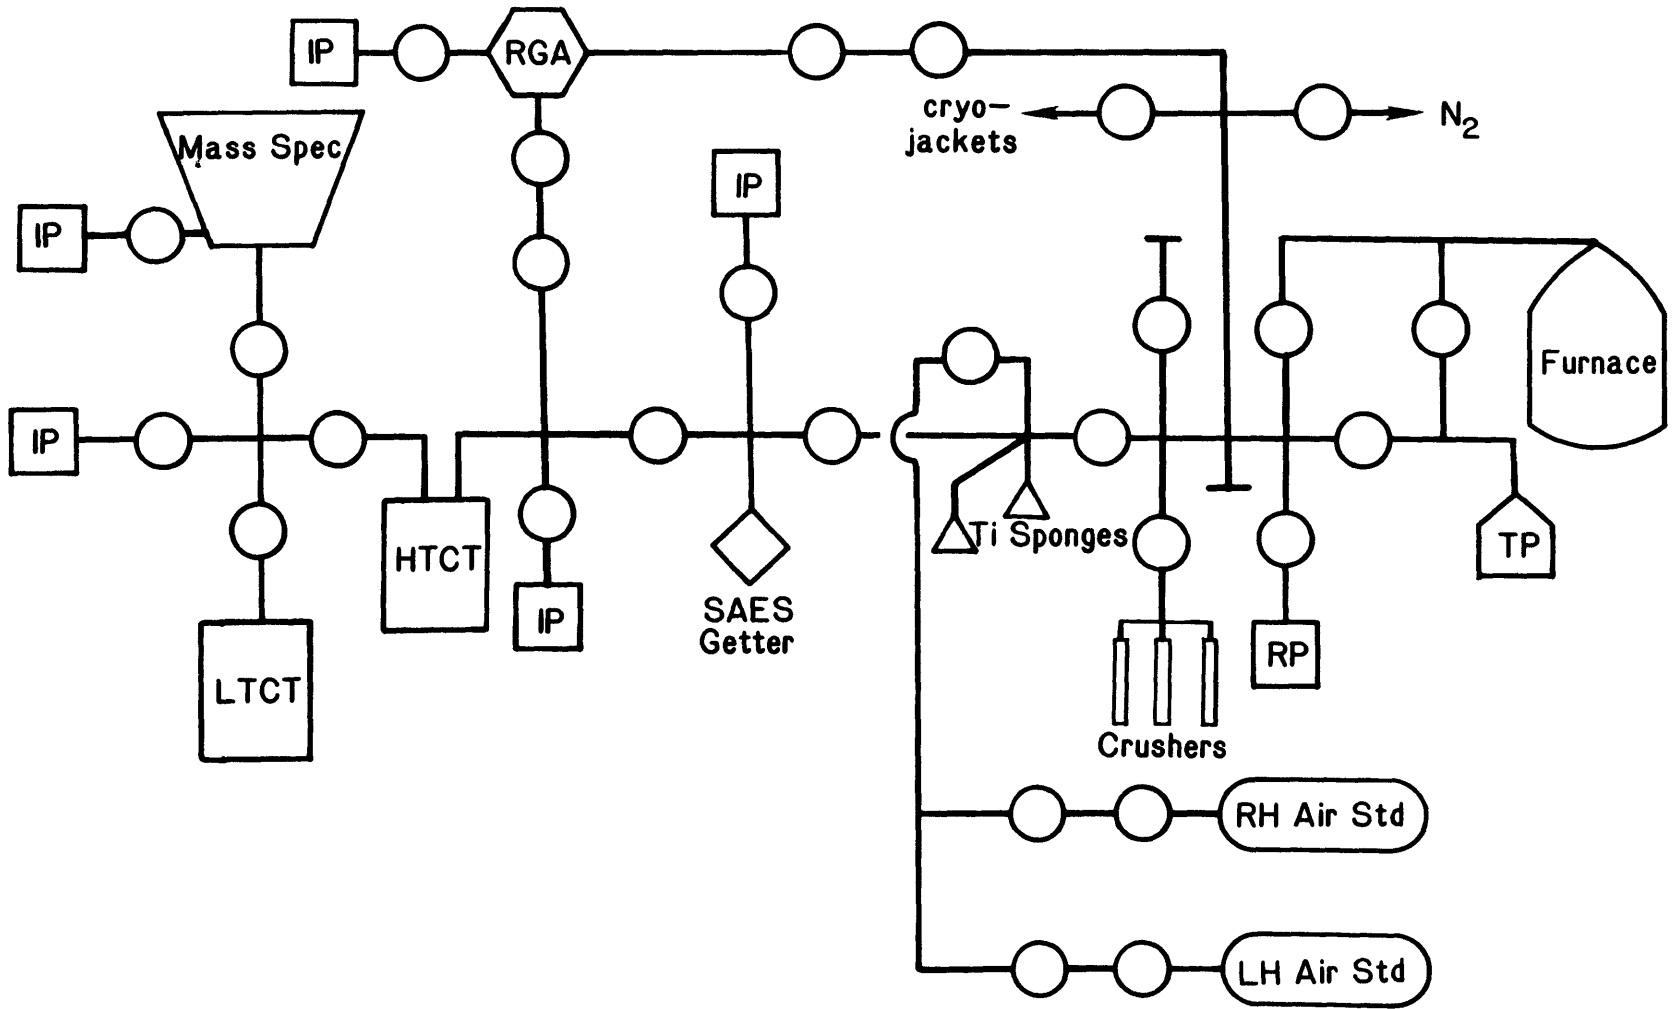 IP
RGA
cryo-
jackets
N2
Mass Spec
IP
IP
Furnace
IP
HTCT
Ti Sponges
TP
SAES
Getter
IP
LTCT
RP
Crushers
RH Air Std
LH Air Std